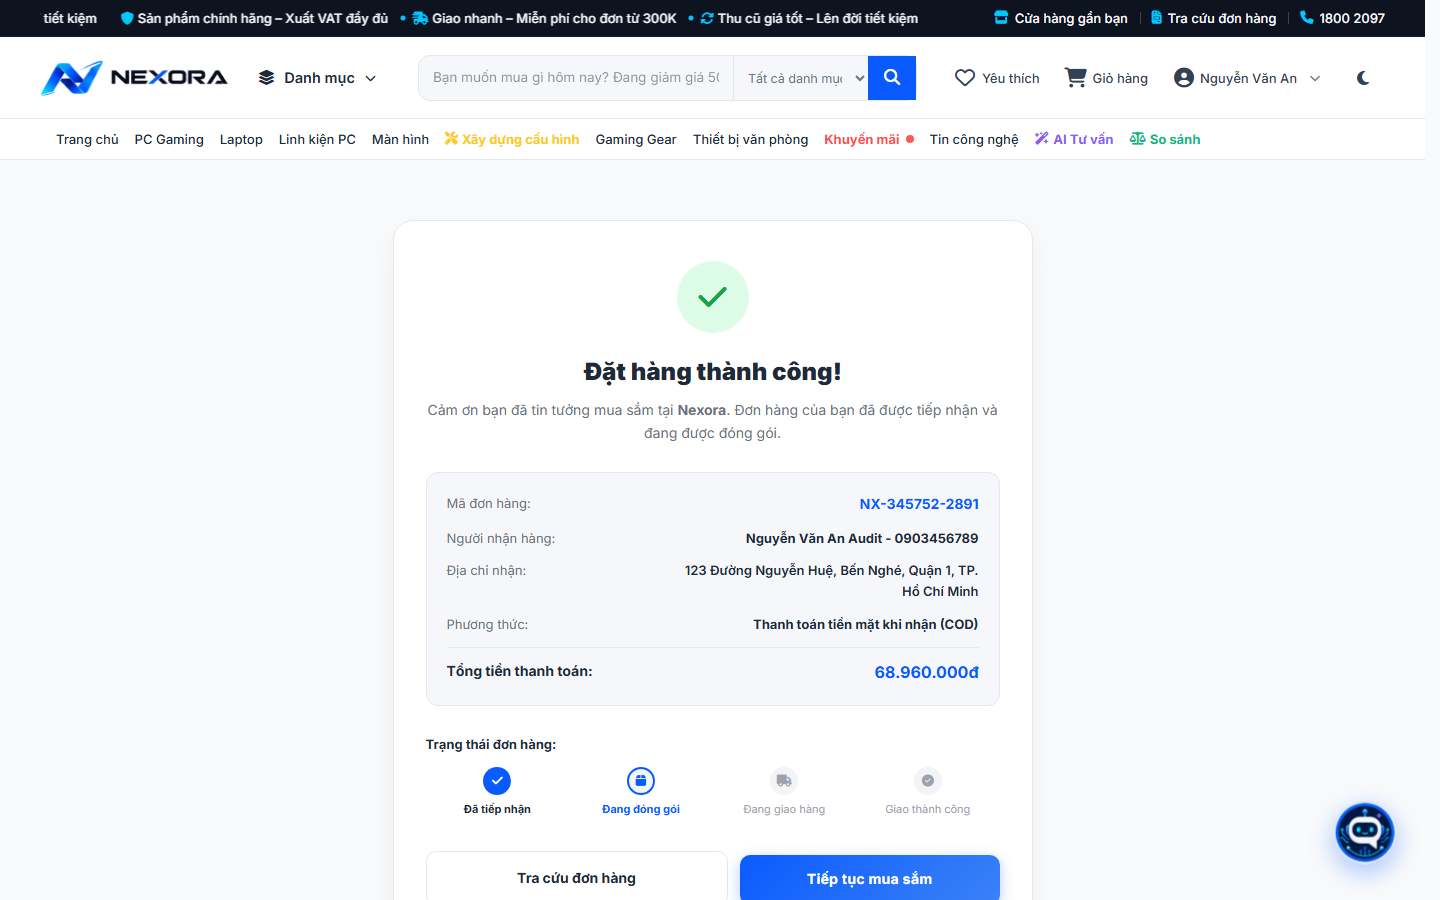 tiết kiệm Sản phẩm chính hãng – Xuất VAT đầy đủ • Giao nhanh – Miễn phí cho đơn từ 300K • Thu cũ giá tốt – Lên đời tiết kiệm Cửa hàng gần bạn Tra cứu đơn hàng 1800 2097
NEXORA Danh mục Bạn muốn mua gì hôm nay? Đang giảm giá 50 Tất cả danh mục Yêu thích Giỏ hàng Nguyễn Văn An
Trang chủ PC Gaming Laptop Linh kiện PC Màn hình Xây dựng cấu hình Gaming Gear Thiết bị văn phòng Khuyến mãi Tin công nghệ AI Tư vấn So sánh
Đặt hàng thành công!
Cảm ơn bạn đã tin tưởng mua sắm tại Nexora. Đơn hàng của bạn đã được tiếp nhận và
đang được đóng gói.
Mã đơn hàng: NX-345752-2891
Người nhận hàng: Nguyễn Văn An Audit - 0903456789
Địa chỉ nhận: 123 Đường Nguyễn Huệ, Bến Nghé, Quận 1, TP.
Hồ Chí Minh
Phương thức: Thanh toán tiền mặt khi nhận (COD)
Tổng tiền thanh toán: 68.960.000đ
Trạng thái đơn hàng:
Đã tiếp nhận Đang đóng gói Đang giao hàng Giao thành công
Tra cứu đơn hàng Tiếp tục mua sắm